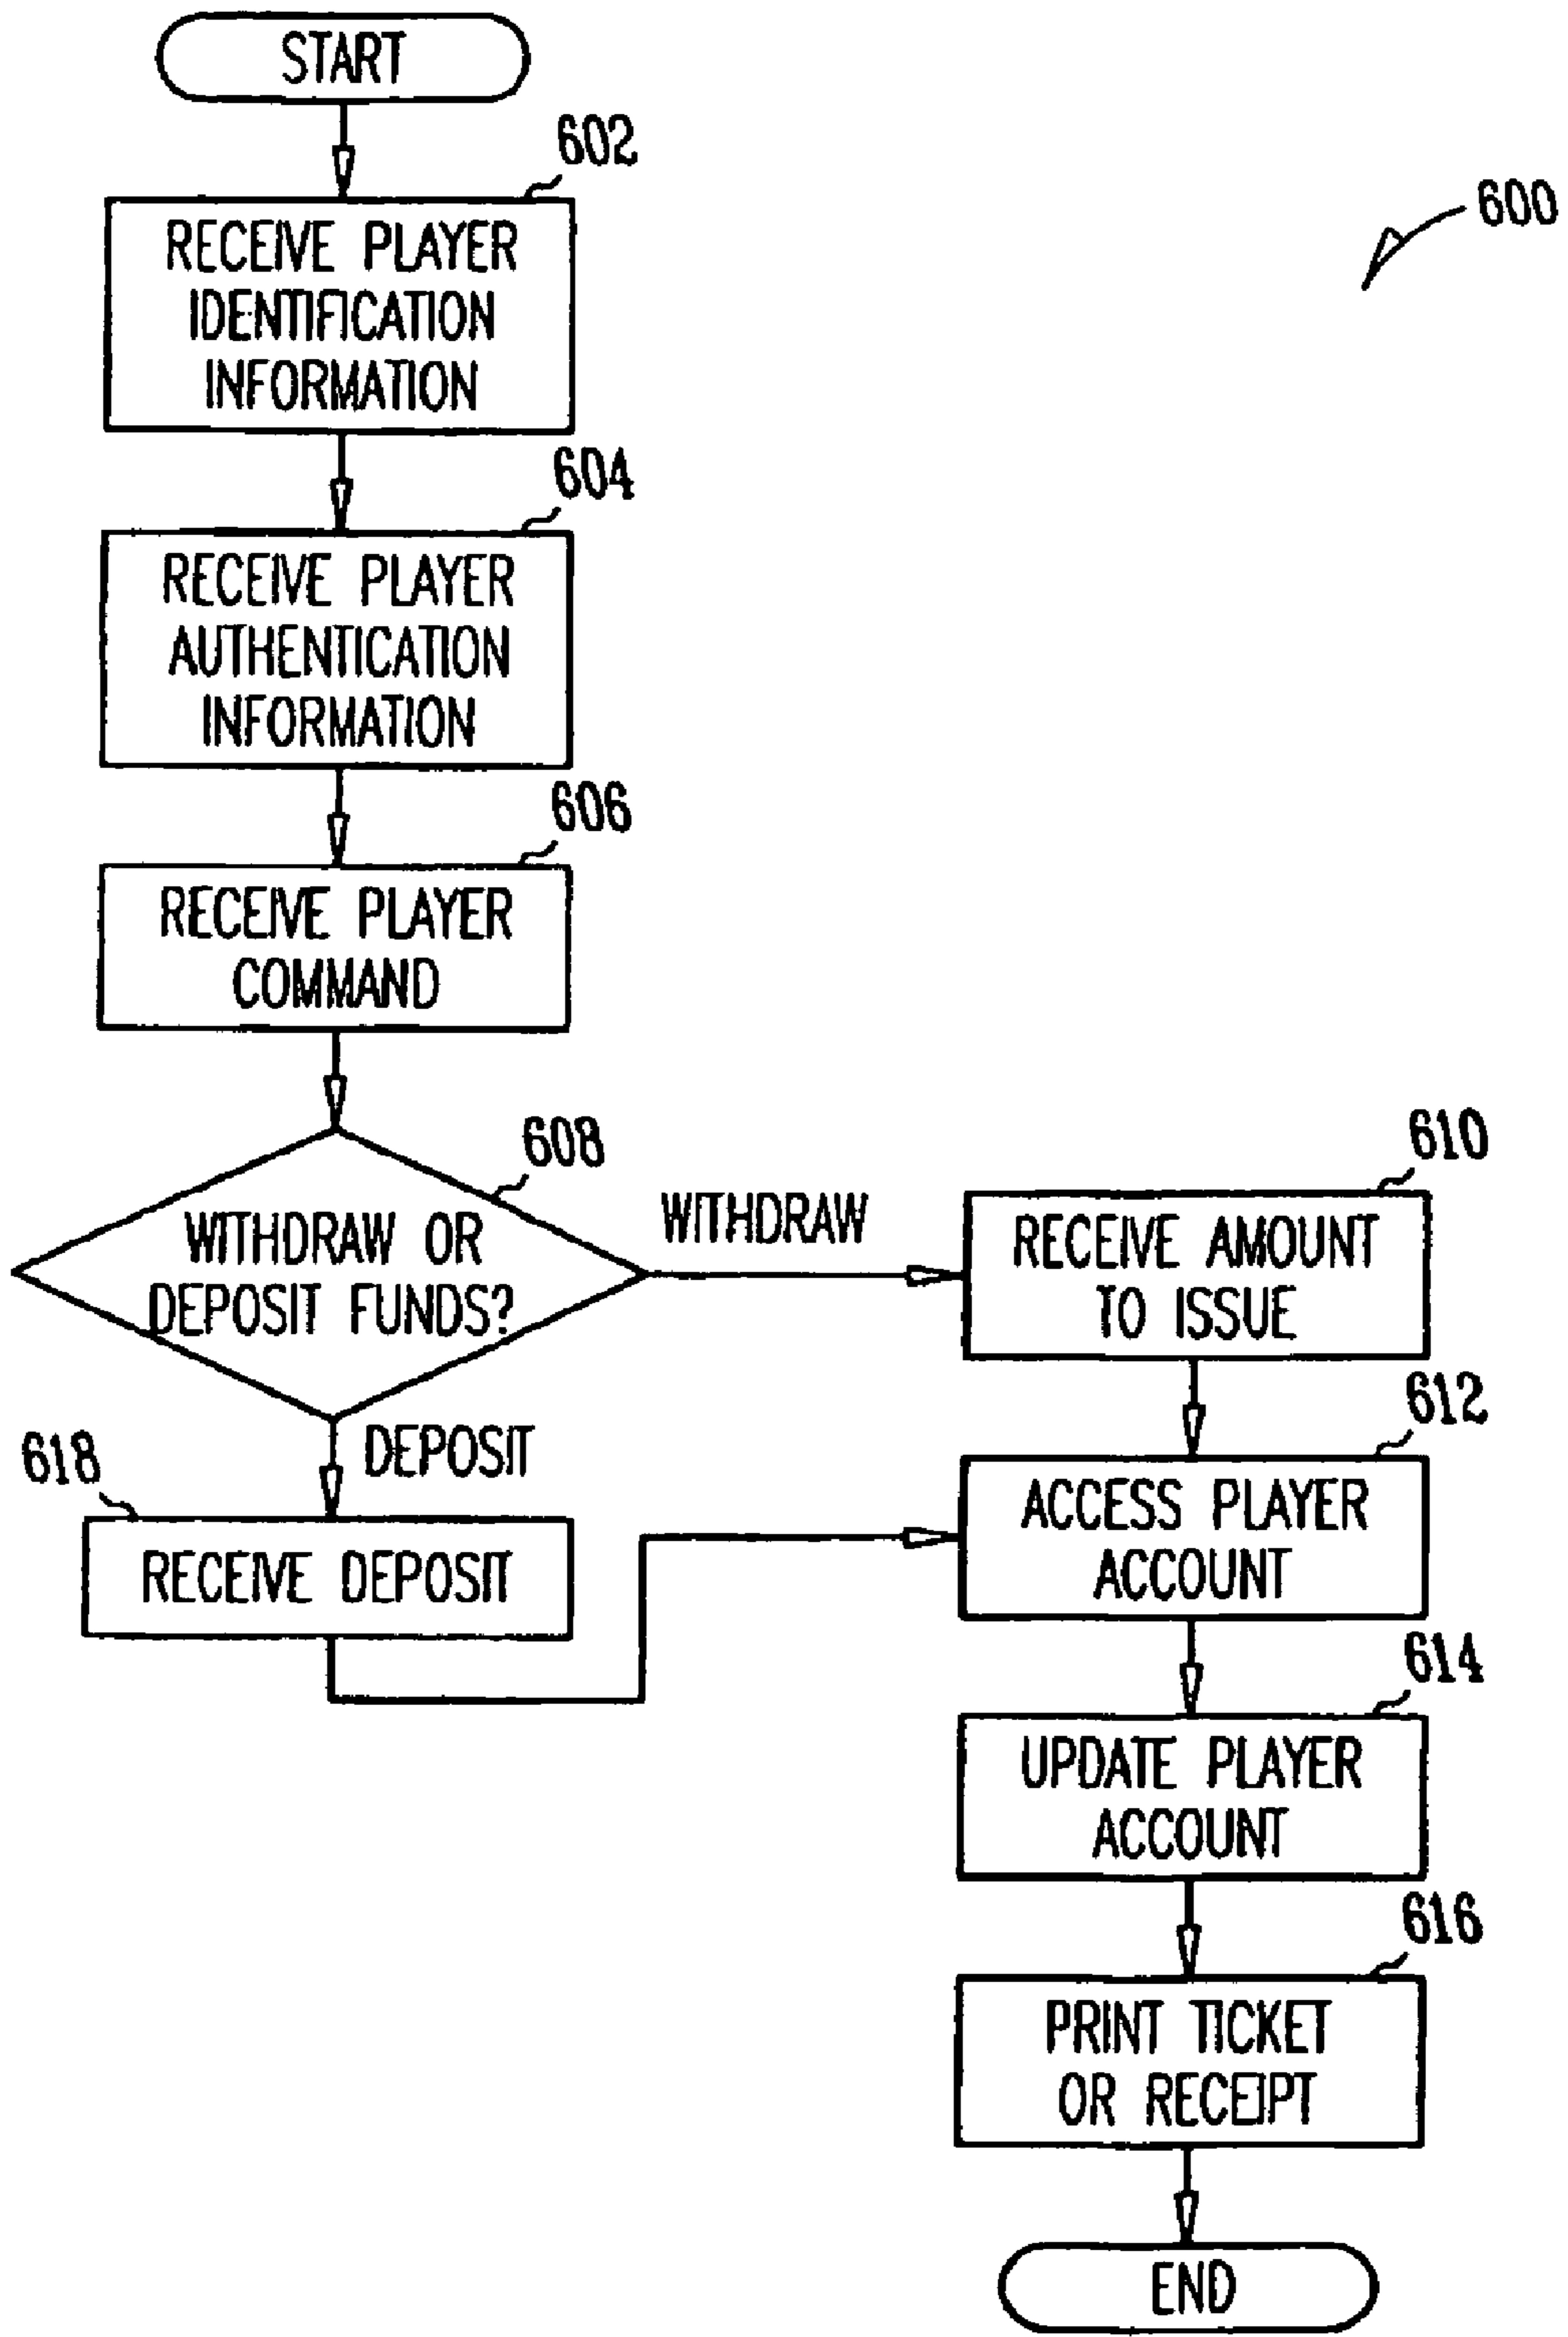 START
602
600
RECEIVE PLAYER
IDENTIFICATION
INFORMATION
604
RECEIVE PLAYER
AUTHENTICATION
INFORMATION
606
RECEIVE PLAYER
COMMAND
608
WITHDRAW OR
DEPOSIT FUNDS?
WITHDRAW
610
RECEIVE AMOUNT
TO ISSUE
DEPOSIT
618
RECEIVE DEPOSIT
612
ACCESS PLAYER
ACCOUNT
614
UPDATE PLAYER
ACCOUNT
616
PRINT TICKET
OR RECEIPT
END